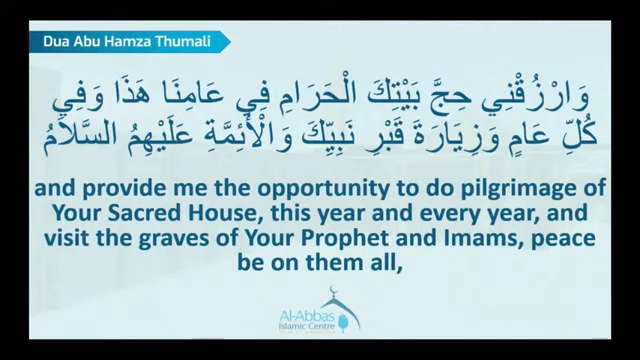 Dua Abu Hamza Thumali
وَارْزُقْنِي حِجَّ بَيْتِكَ الْحَرَامِ فِي عَامِنَا هَذَا وَفِي
كُلِّ عَامٍ وَزِيَارَةَ قَبْرِ نَبِيِّكَ وَالْأَئِمَّةِ عَلَيْهِمُ السَّلَامُ
and provide me the opportunity to do pilgrimage of
Your Sacred House, this year and every year, and
visit the graves of Your Prophet and Imams, peace
be on them all,
Al-Abbas
Islamic Centre